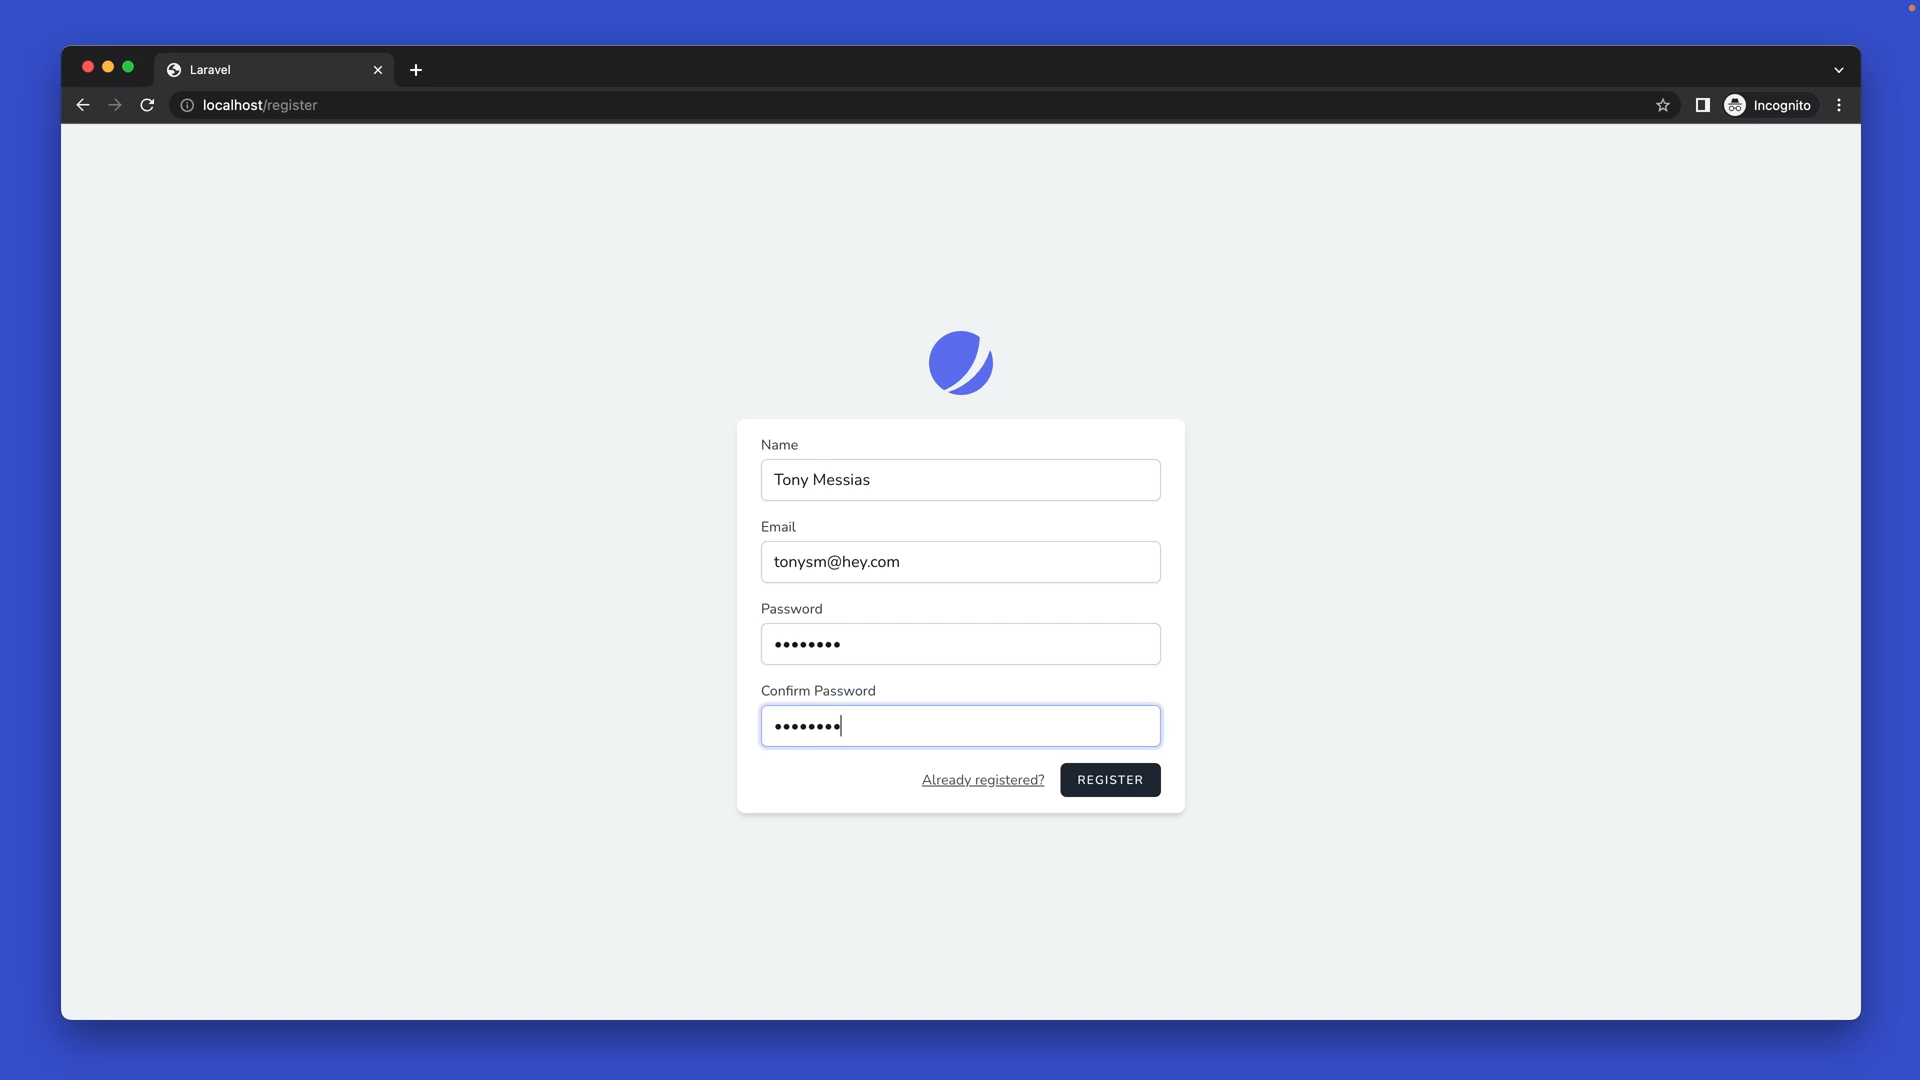 Laravel
localhost/register
Incognito
Name
Tony Messias
Email
tonysm@hey.com
Password
••••••••
Confirm Password
••••••••
Already registered?
REGISTER